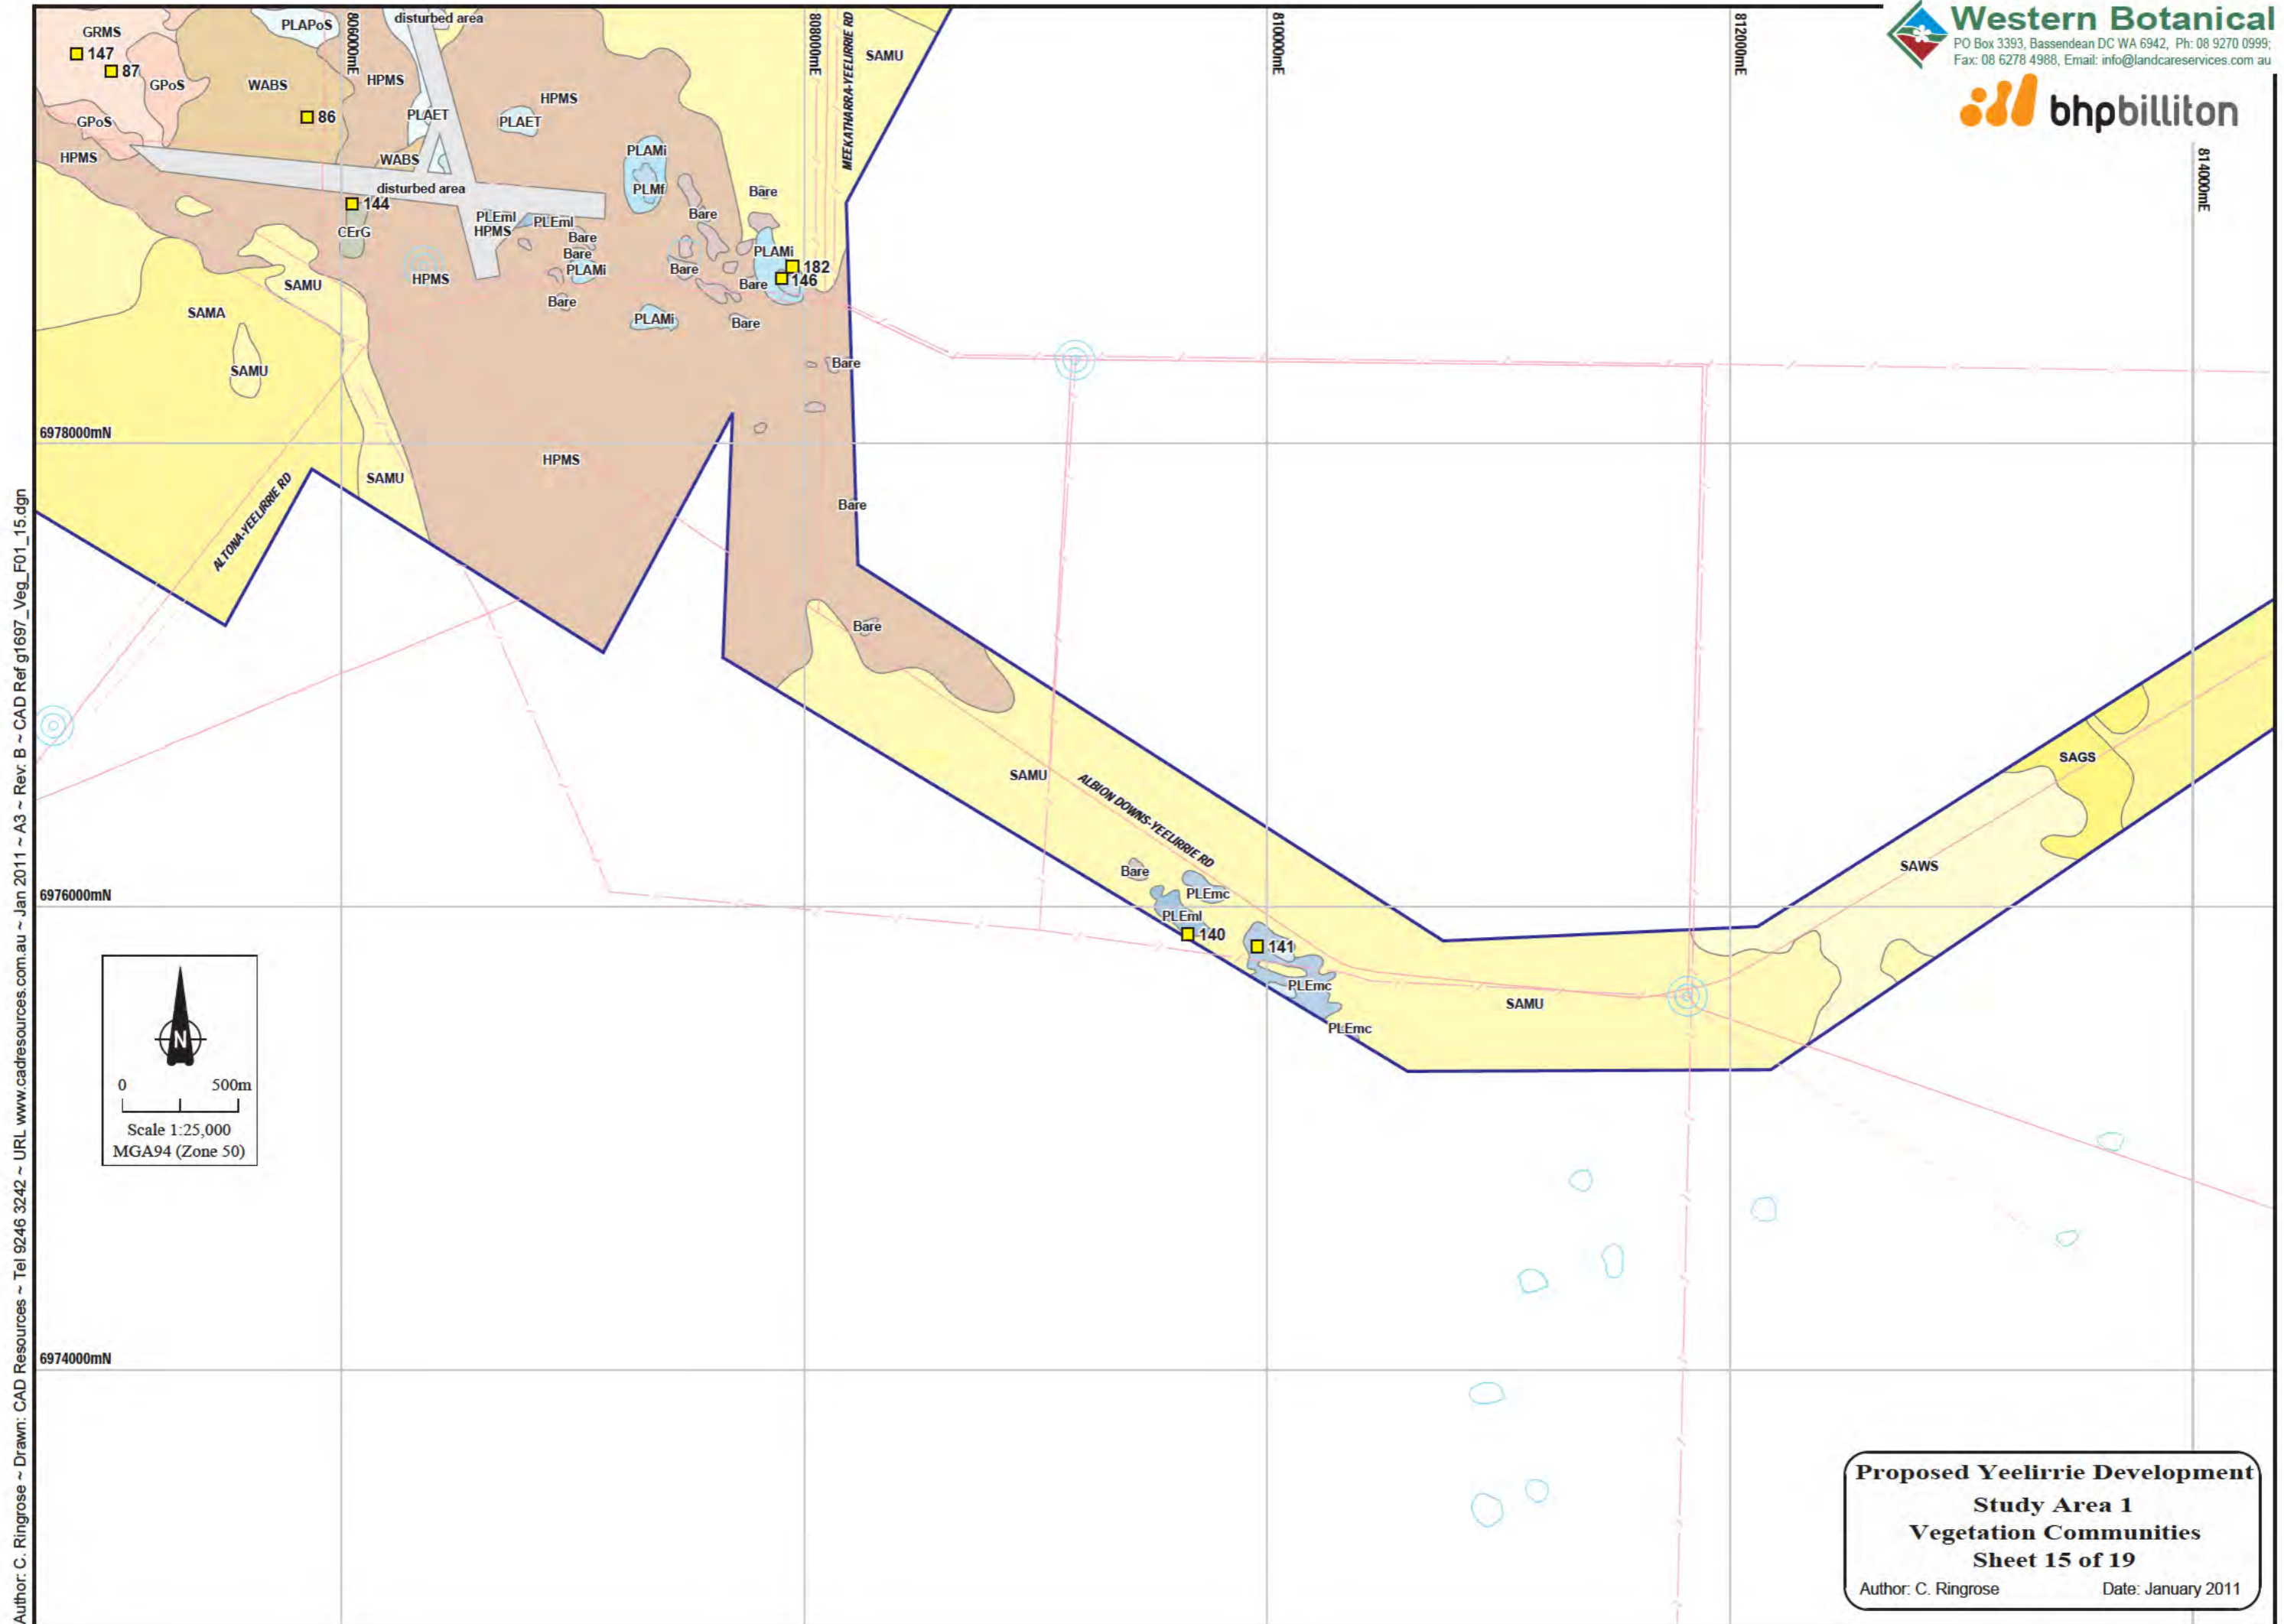 Western Botanical
PO Box 3393, Bassendean DC WA 6942, Ph: 08 9270 0999;
Fax: 08 6278 4988, Email: info@landcareservices.com au
bhpbilliton
806000mE
808000mE
810000mE
812000mE
814000mE
GRMS
147
87
GPoS
GPoS
HPMS
PLAPoS
WABS
86
disturbed area
HPMS
PLAET
WABS
HPMS
PLAET
disturbed area
144
CErG
PLAMi
PLMf
MEEKATHARRA-YEELIRRIE RD
SAMU
Bare
Bare
PLEml
HPMS
PLEml
Bare
Bare
PLAMi
Bare
HPMS
Bare
PLAMi
182
146
Bare
PLAMi
Bare
SAMU
SAMA
SAMU
Bare
6978000mN
HPMS
SAMU
ALTONA-YEELIRRIE RD
Bare
Bare
SAMU
ALBION DOWNS-YEELIRRIE RD
SAGS
SAWS
Bare
PLEmc
6976000mN
PLEml
140
141
PLEmc
PLEmc
SAMU
N
0 500m
Scale 1:25,000
MGA94 (Zone 50)
6974000mN
Proposed Yeelirrie Development
Study Area 1
Vegetation Communities
Sheet 15 of 19
Author: C. Ringrose Date: January 2011
Author: C. Ringrose ~ Drawn: CAD Resources ~ Tel 9246 3242 ~ URL www.cadresources.com.au ~ Jan 2011 ~ A3 ~ Rev: B ~ CAD Ref g1697_Veg_F01_15.dgn